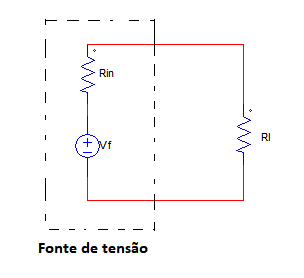 Rin
Vf
Rl
Fonte de tensão